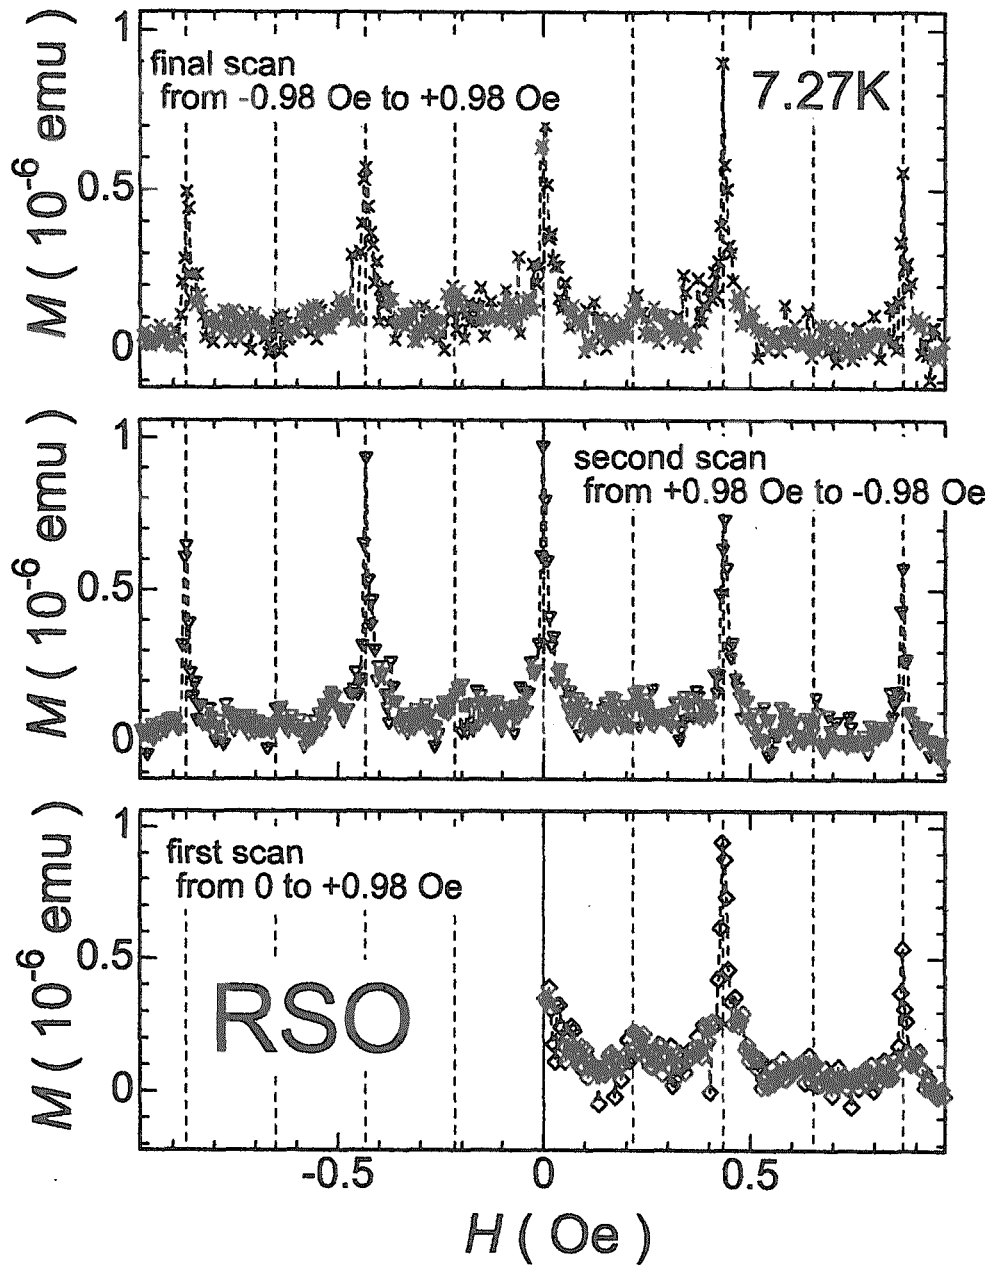 1
final scan
from -0.98 Oe to +0.98 Oe
7.27K
0.5
0
M ( 10⁻⁶ emu )
1
second scan
from +0.98 Oe to -0.98 Oe
0.5
0
M ( 10⁻⁶ emu )
1
first scan
from 0 to +0.98 Oe
0.5
RSO
0
M ( 10⁻⁶ emu )
-0.5 0 0.5
H ( Oe )